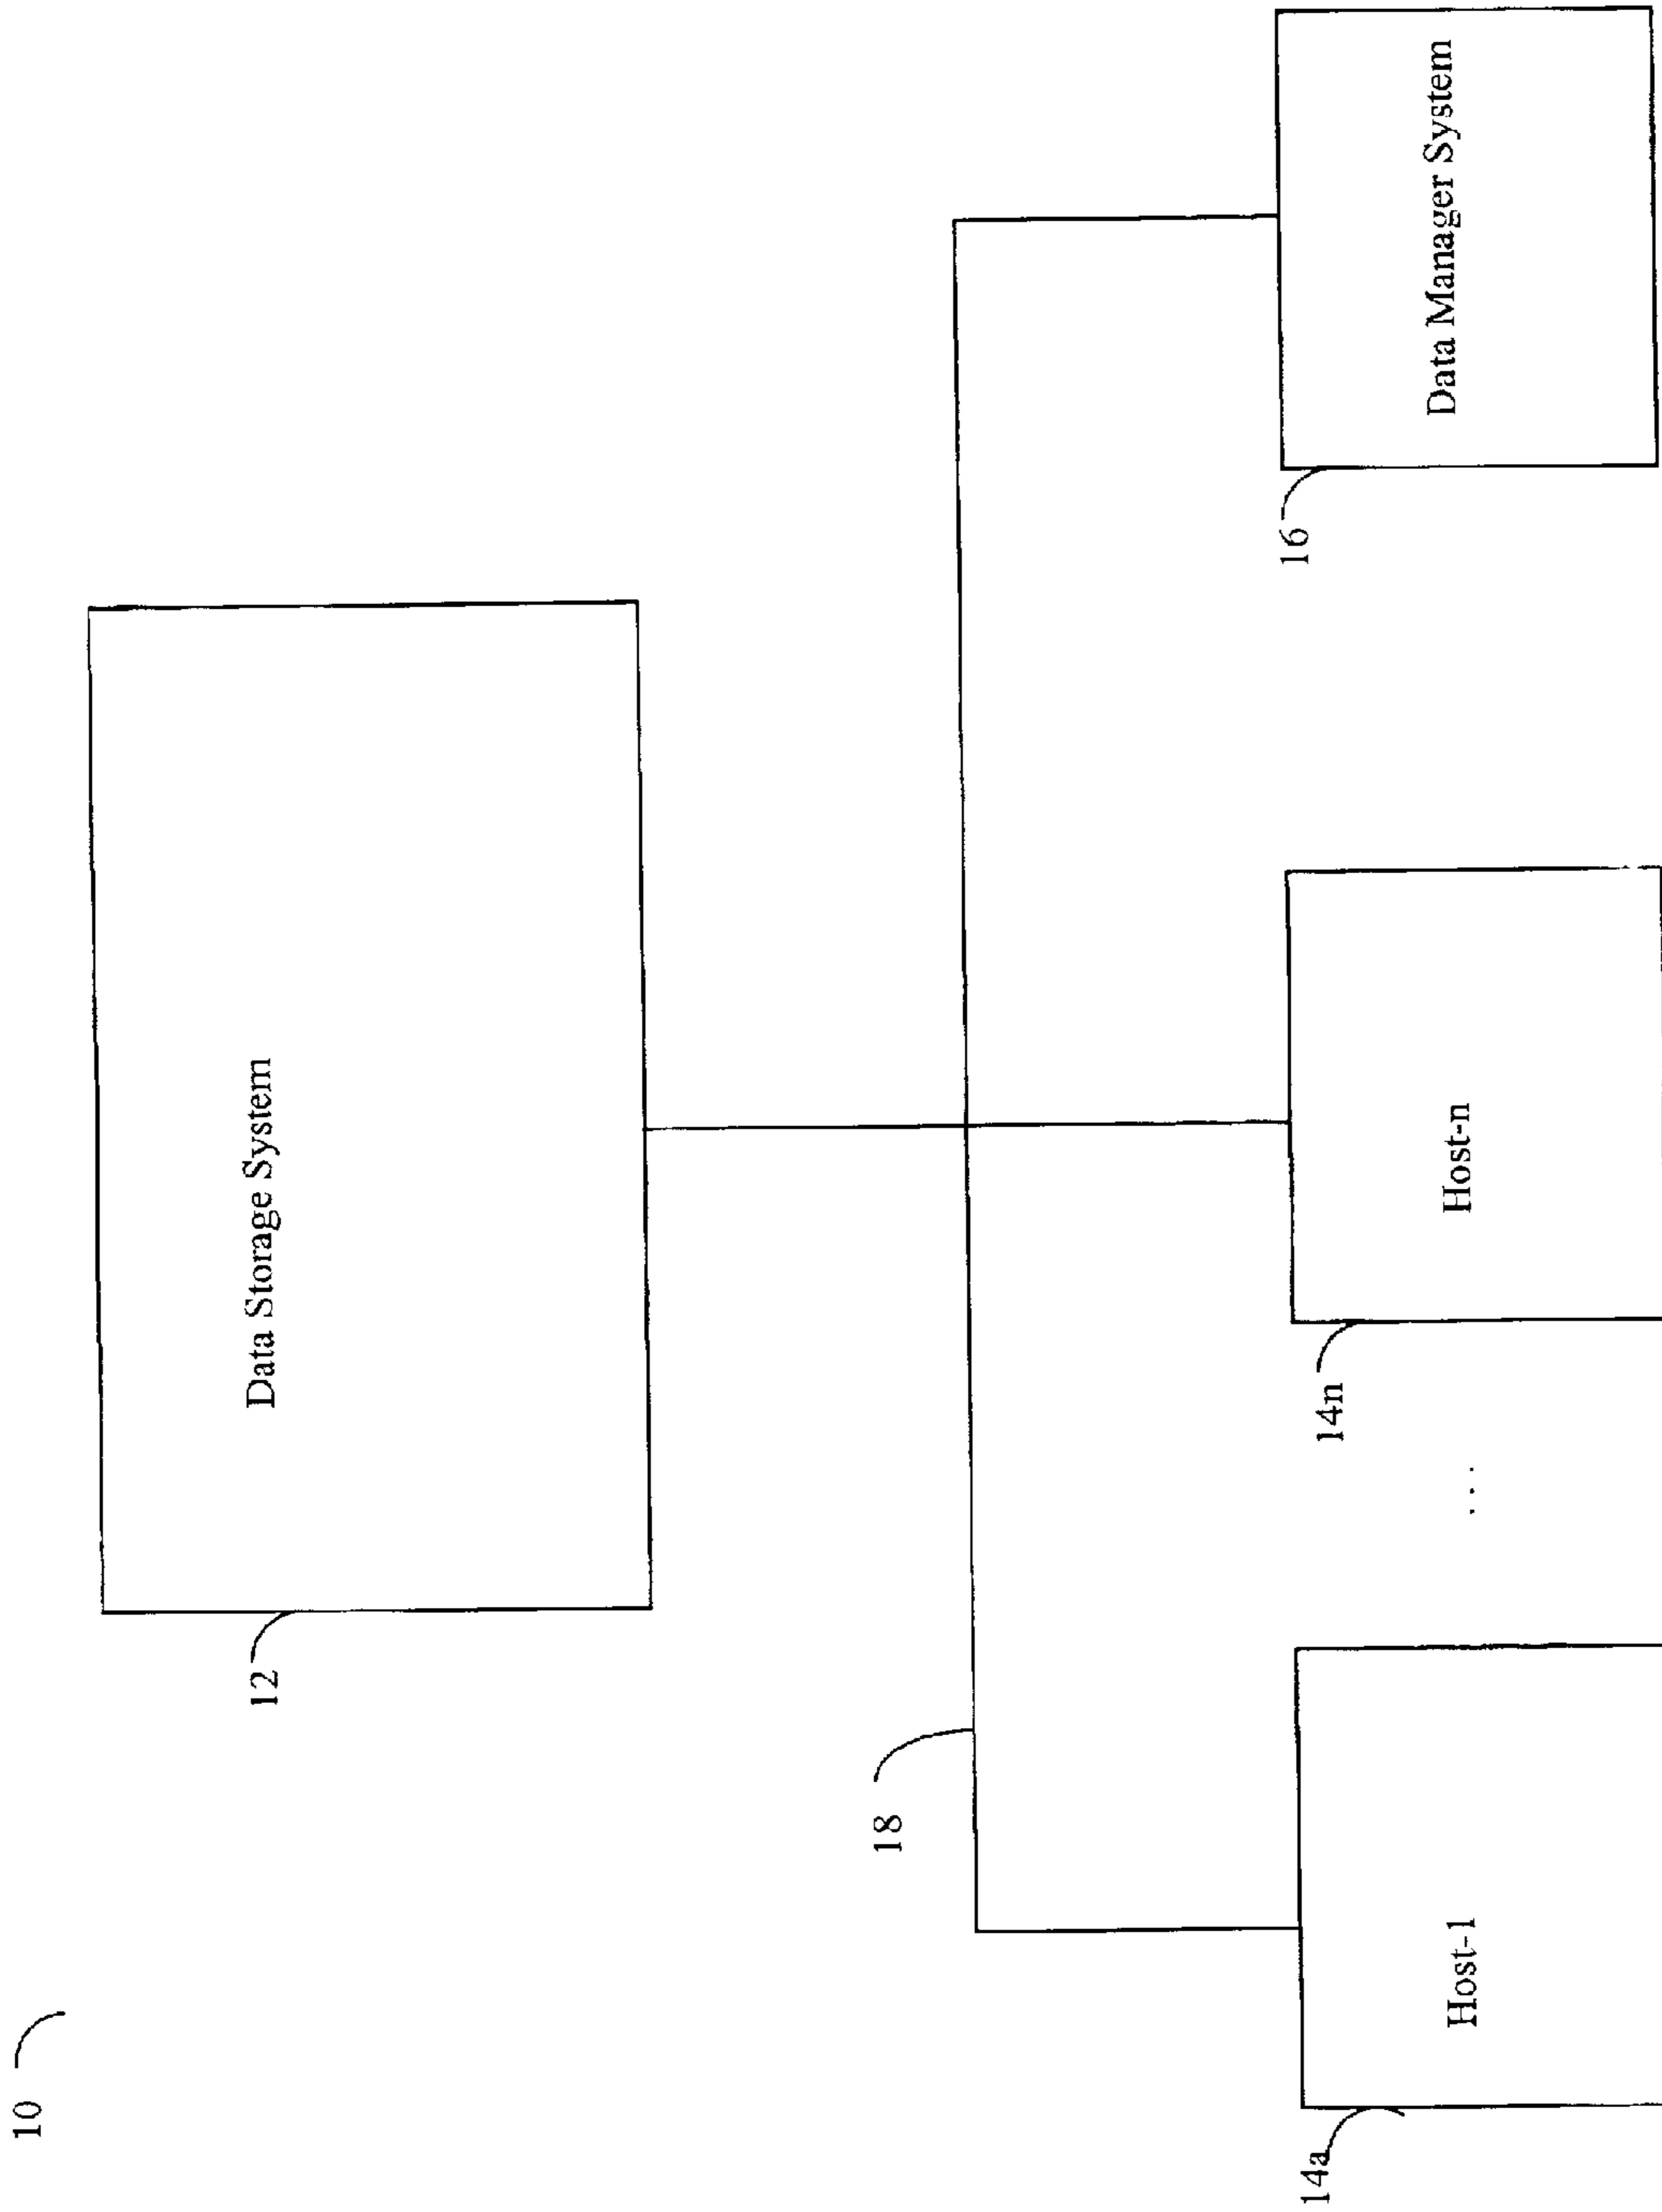 10
12
Data Storage System
18
14a
Host-1
. . .
14n
Host-n
16
Data Manager System